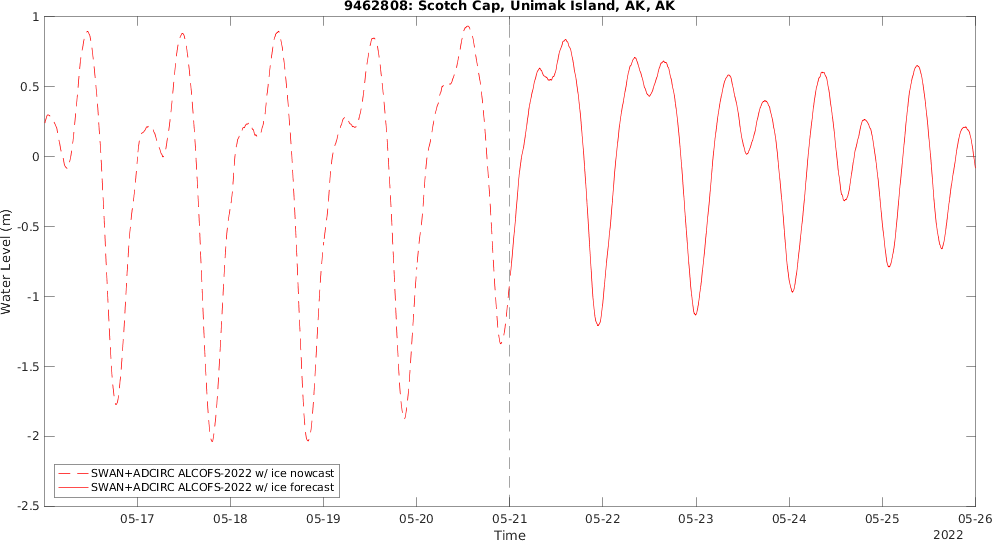 9462808: Scotch Cap, Unimak Island, AK, AK
1
0.5
0
-0.5
-1
-1.5
-2
-2.5
Water Level (m)
SWAN+ADCIRC ALCOFS-2022 w/ ice nowcast
SWAN+ADCIRC ALCOFS-2022 w/ ice forecast
05-17 05-18 05-19 05-20 05-21 05-22 05-23 05-24 05-25 05-26
Time
2022